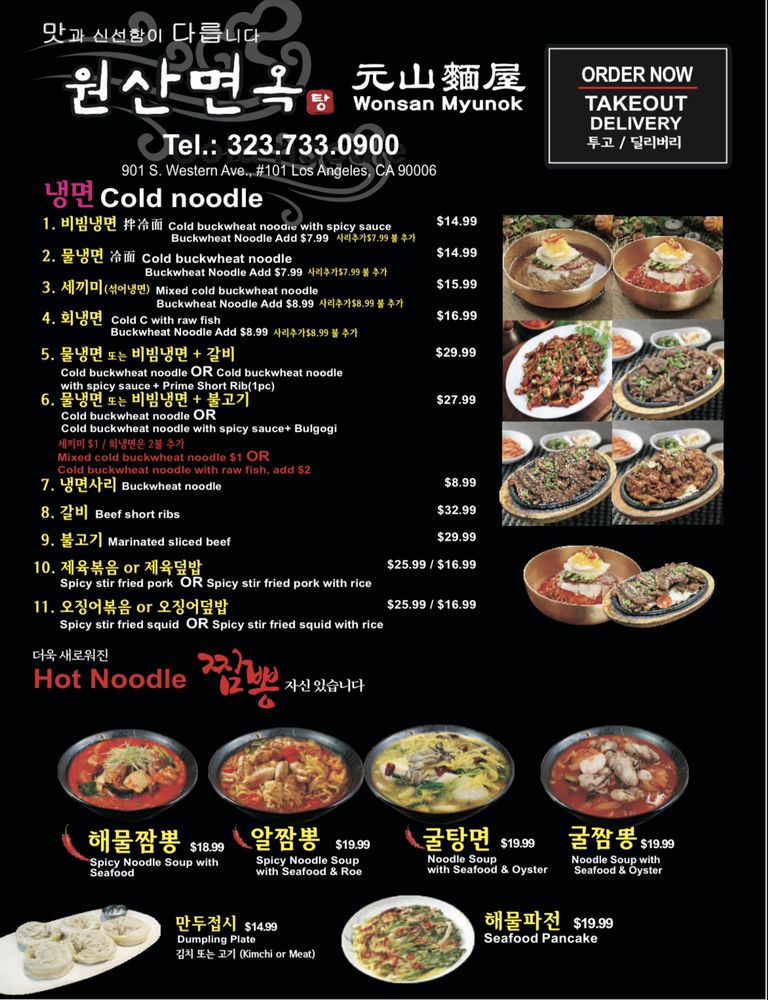 맛과 신선함이 다릅니다
원산면옥 탕 元山麵屋
Wonsan Myunok
ORDER NOW
TAKEOUT
DELIVERY
투고 / 딜리버리
Tel.: 323.733.0900
901 S. Western Ave., #101 Los Angeles, CA 90006
냉면 Cold noodle
1. 비빔냉면 拌冷面 Cold buckwheat noodle with spicy sauce $14.99
Buckwheat Noodle Add $7.99 사리추가$7.99 불 추가
2. 물냉면 冷面 Cold buckwheat noodle $14.99
Buckwheat Noodle Add $7.99 사리추가$7.99 불 추가
3. 세끼미(섞어냉면) Mixed cold buckwheat noodle $15.99
Buckwheat Noodle Add $8.99 사리추가$8.99 불 추가
4. 회냉면 Cold C with raw fish $16.99
Buckwheat Noodle Add $8.99 사리추가$8.99 불 추가
5. 물냉면 또는 비빔냉면 + 갈비 $29.99
Cold buckwheat noodle OR Cold buckwheat noodle
with spicy sauce + Prime Short Rib(1pc)
6. 물냉면 또는 비빔냉면 + 불고기 $27.99
Cold buckwheat noodle OR
Cold buckwheat noodle with spicy sauce+ Bulgogi
세끼미 $1 / 회냉면은 2불 추가
Mixed cold buckwheat noodle $1 OR
Cold buckwheat noodle with raw fish, add $2
7. 냉면사리 Buckwheat noodle $8.99
8. 갈비 Beef short ribs $32.99
9. 불고기 Marinated sliced beef $29.99
10. 제육볶음 or 제육덮밥 $25.99 / $16.99
Spicy stir fried pork OR Spicy stir fried pork with rice
11. 오징어볶음 or 오징어덮밥 $25.99 / $16.99
Spicy stir fried squid OR Spicy stir fried squid with rice
더욱 새로워진
Hot Noodle 짬뽕 자신 있습니다
해물짬뽕 $18.99
Spicy Noodle Soup with
Seafood
알짬뽕 $19.99
Spicy Noodle Soup
with Seafood & Roe
굴탕면 $19.99
Noodle Soup
with Seafood & Oyster
굴짬뽕 $19.99
Noodle Soup with
Seafood & Oyster
만두접시 $14.99
Dumpling Plate
김치 또는 고기 (Kimchi or Meat)
해물파전 $19.99
Seafood Pancake